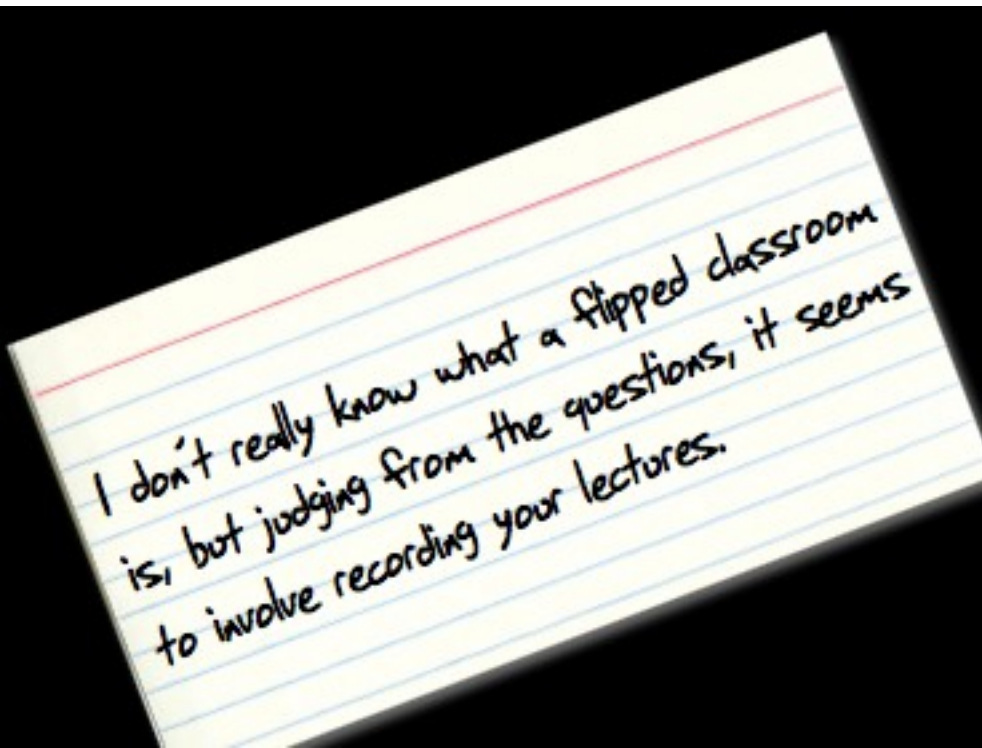 I don't really know what a flipped classroom
is, but judging from the questions, it seems
to involve recording your lectures.